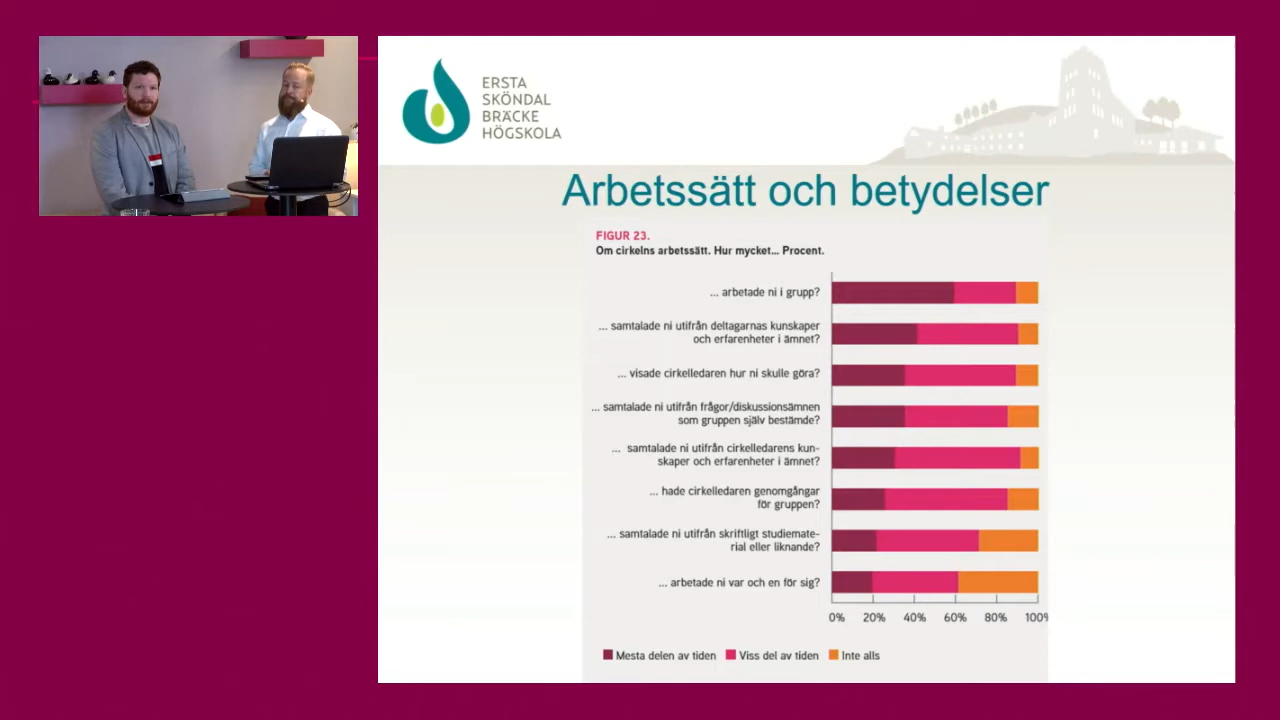 ERSTA
SKÖNDAL
BRÄCKE
HÖGSKOLA
Arbetssätt och betydelser
FIGUR 23.
Om cirkelns arbetssätt. Hur mycket... Procent.
... arbetade ni i grupp?
... samtalade ni utifrån deltagarnas kunskaper
och erfarenheter i ämnet?
... visade cirkelledaren hur ni skulle göra?
... samtalade ni utifrån frågor/diskussionsämnen
som gruppen själv bestämde?
... samtalade ni utifrån cirkelledarens kun-
skaper och erfarenheter i ämnet?
... hade cirkelledaren genomgångar
för gruppen?
... samtalade ni utifrån skriftligt studiemate-
rial eller liknande?
... arbetade ni var och en för sig?
0% 20% 40% 60% 80% 100%
Mesta delen av tiden Viss del av tiden Inte alls